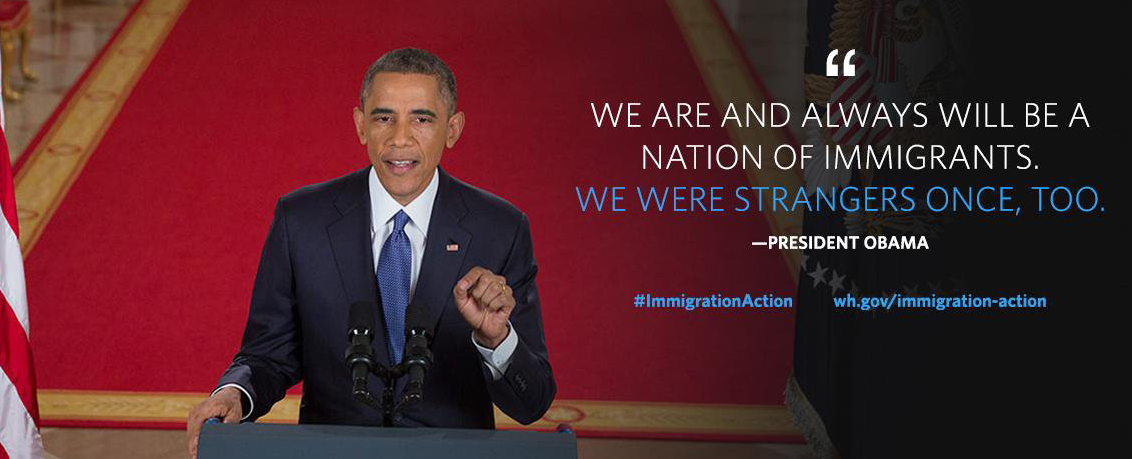 “
WE ARE AND ALWAYS WILL BE A
NATION OF IMMIGRANTS.
WE WERE STRANGERS ONCE, TOO.
—PRESIDENT OBAMA
#ImmigrationAction wh.gov/immigration-action